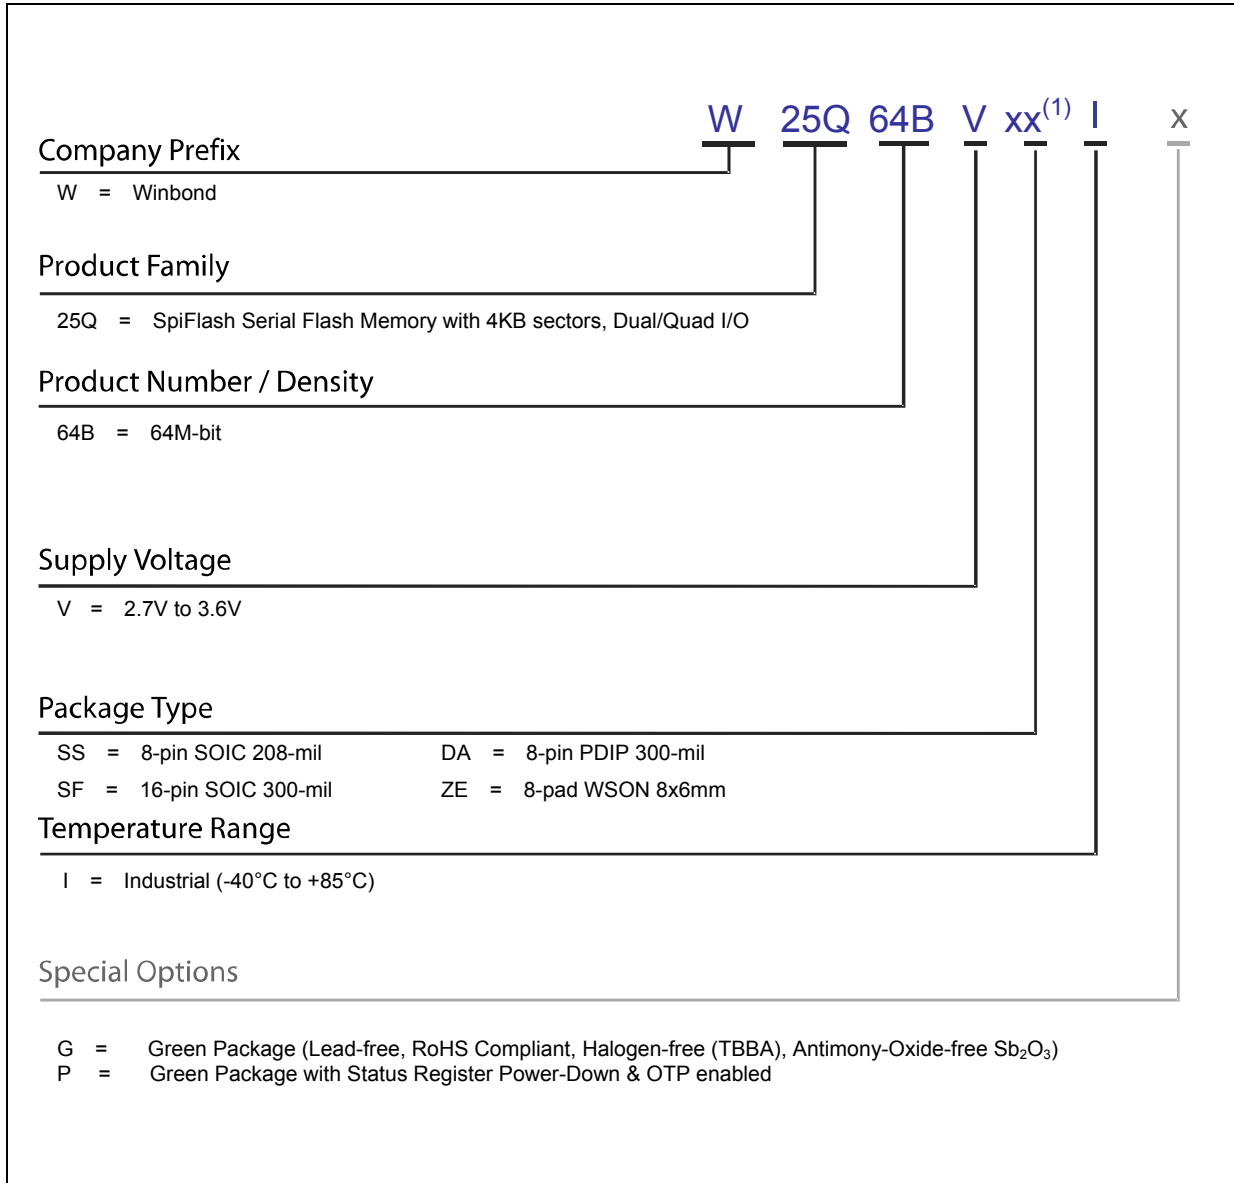 W 25Q 64B V xx(1) I x
Company Prefix
W = Winbond
Product Family
25Q = SpiFlash Serial Flash Memory with 4KB sectors, Dual/Quad I/O
Product Number / Density
64B = 64M-bit
Supply Voltage
V = 2.7V to 3.6V
Package Type
SS = 8-pin SOIC 208-mil DA = 8-pin PDIP 300-mil
SF = 16-pin SOIC 300-mil ZE = 8-pad WSON 8x6mm
Temperature Range
I = Industrial (-40°C to +85°C)
Special Options
G = Green Package (Lead-free, RoHS Compliant, Halogen-free (TBBA), Antimony-Oxide-free Sb₂O₃)
P = Green Package with Status Register Power-Down & OTP enabled